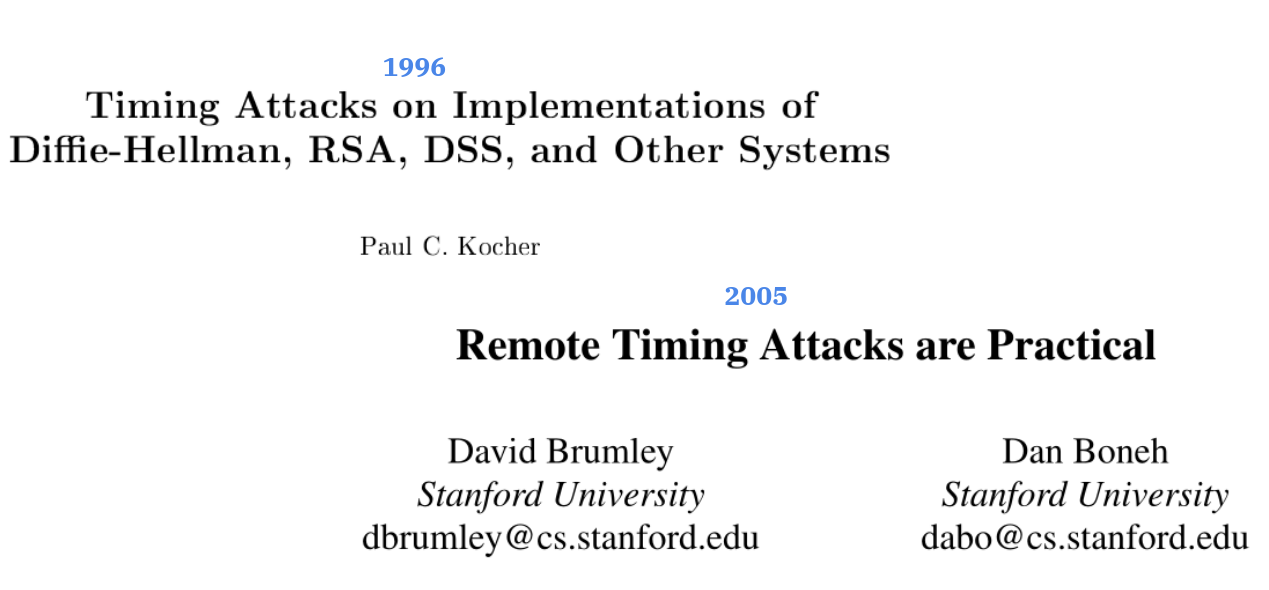 1996
Timing Attacks on Implementations of
Diffie-Hellman, RSA, DSS, and Other Systems
Paul C. Kocher
2005
Remote Timing Attacks are Practical
David Brumley Dan Boneh
Stanford University Stanford University
dbrumley@cs.stanford.edu dabo@cs.stanford.edu